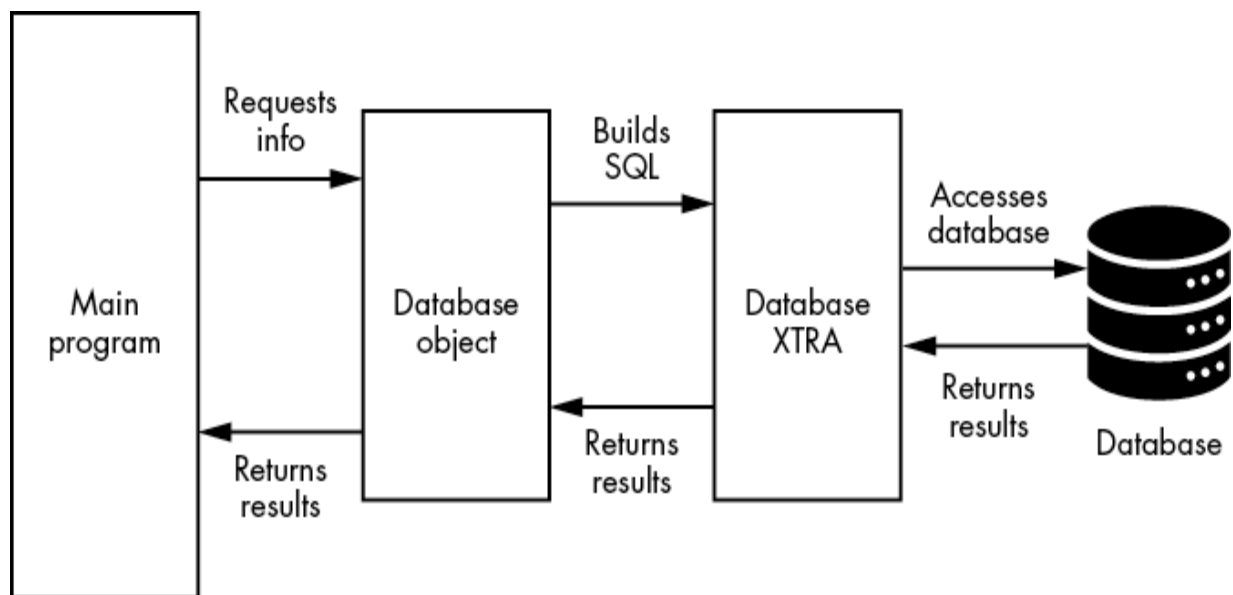 Main
program
Requests
info
Returns
results
Database
object
Builds
SQL
Returns
results
Database
XTRA
Accesses
database
Returns
results
Database